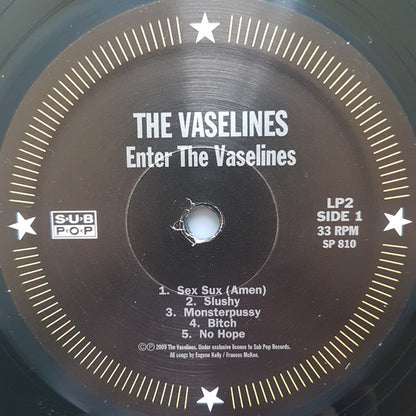 THE VASELINES
Enter The Vaselines
SUB
POP
LP2
SIDE 1
33 RPM
SP 810
1. Sex Sux (Amen)
2. Slushy
3. Monsterpussy
4. Bitch
5. No Hope
©Ⓟ 2009 The Vaselines. Under exclusive license to Sub Pop Records.
All songs by Eugene Kelly / Frances McKee.